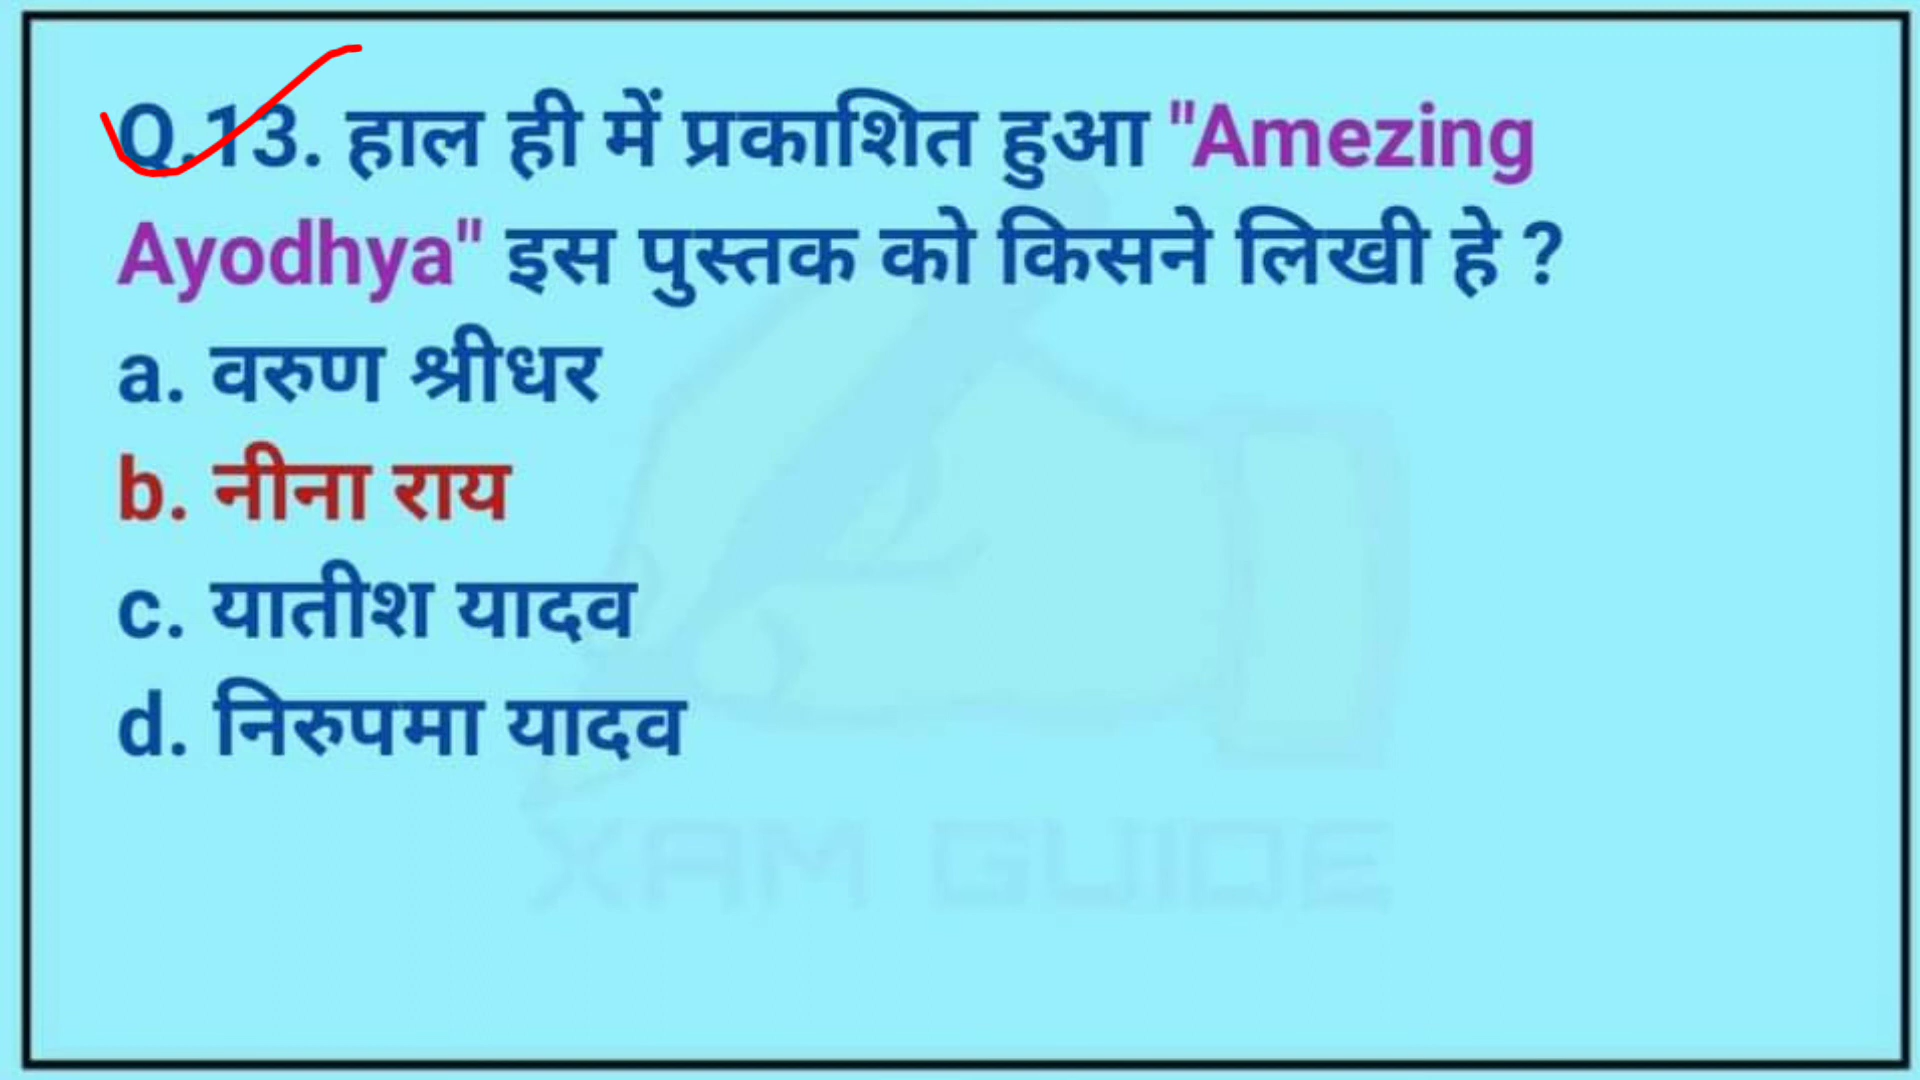 Q.13. हाल ही में प्रकाशित हुआ "Amezing
Ayodhya" इस पुस्तक को किसने लिखी हे ?
a. वरुण श्रीधर
b. नीना राय
c. यातीश यादव
d. निरुपमा यादव
XAM GUIDE